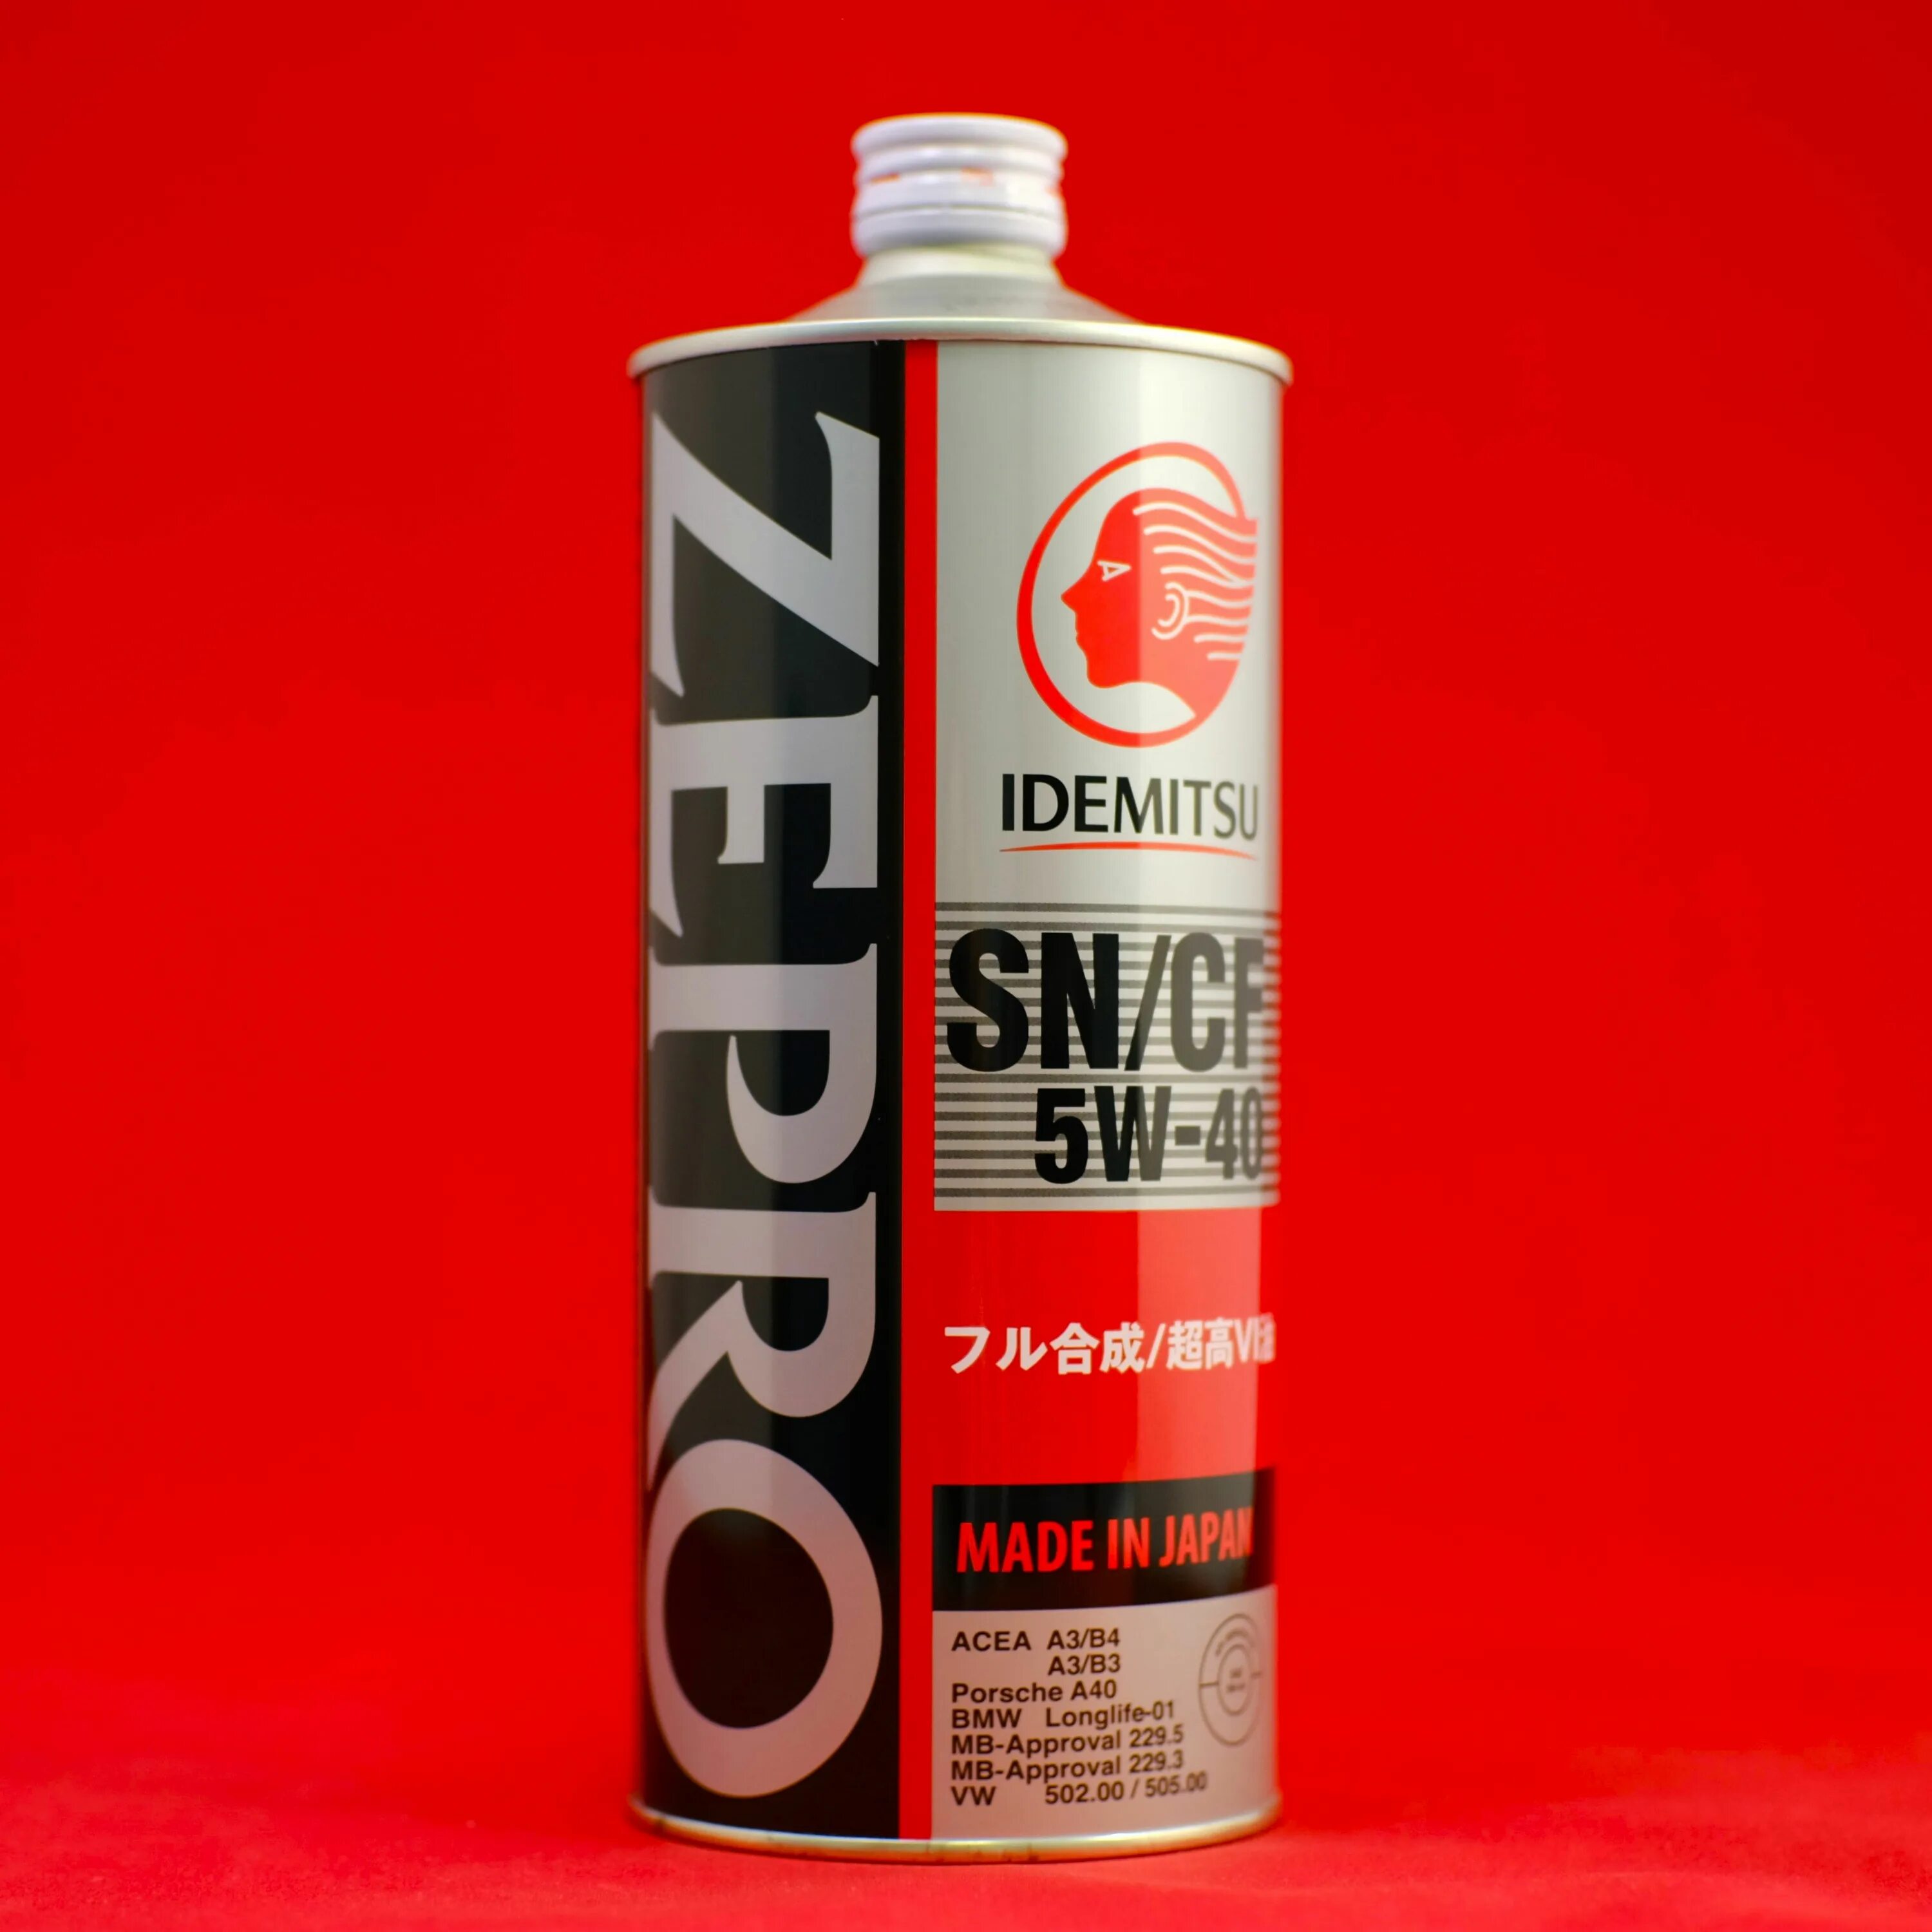 ZEPRO
IDEMITSU
SN/CF
5W-40
フル合成/超高VI油
MADE IN JAPAN
ACEA A3/B4
A3/B3
Porsche A40
BMW Longlife-01
MB-Approval 229.5
MB-Approval 229.3
VW 502.00 / 505.00